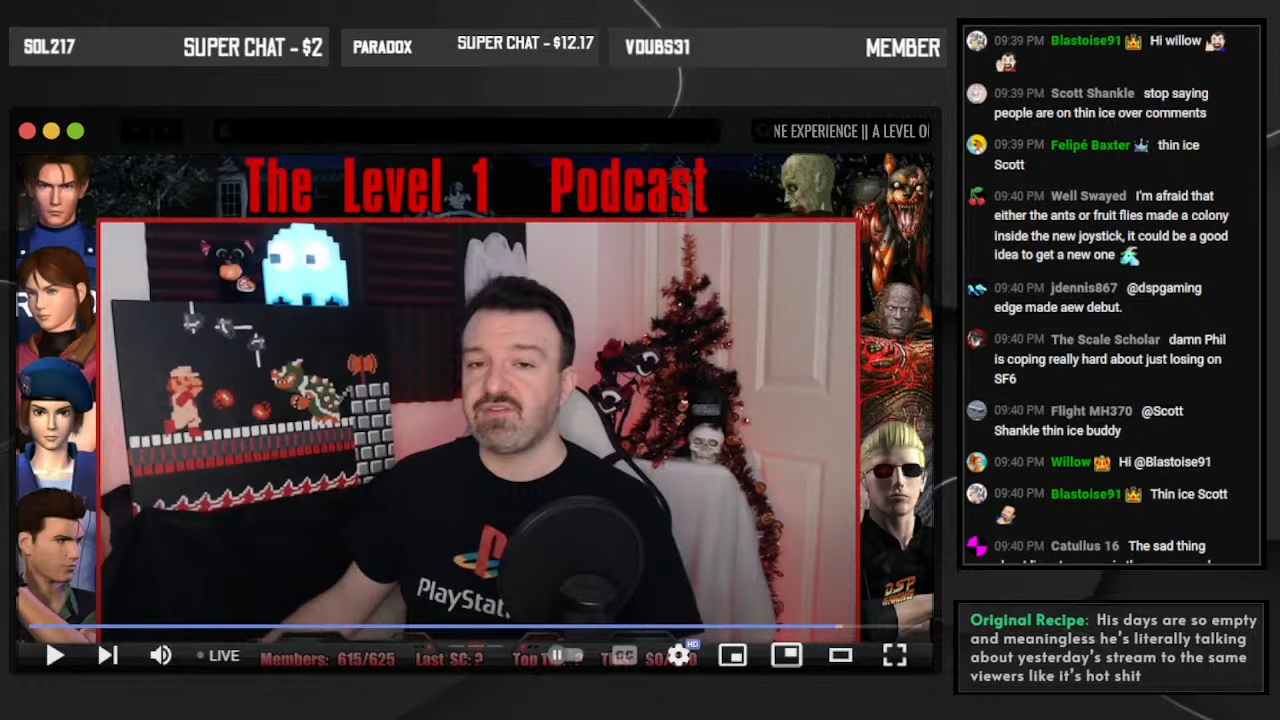 SOL217 SUPER CHAT - $2
PARADOX SUPER CHAT - $12.17
VDUBS31 MEMBER
NE EXPERIENCE || A LEVEL O
The Level 1 Podcast
PlayStat
DSP
GAMING
LIVE
Members: 615/625 Last SC: ?
CC
HD
09:39 PM Blastoise91 Hi willow
09:39 PM Scott Shankle stop saying
people are on thin ice over comments
09:39 PM Felipé Baxter thin ice
Scott
09:40 PM Well Swayed I'm afraid that
either the ants or fruit flies made a colony
inside the new joystick, it could be a good
idea to get a new one
09:40 PM jdennis867 @dspgaming
edge made aew debut.
09:40 PM The Scale Scholar damn Phil
is coping really hard about just losing on
SF6
09:40 PM Flight MH370 @Scott
Shankle thin ice buddy
09:40 PM Willow Hi @Blastoise91
09:40 PM Blastoise91 Thin ice Scott
09:40 PM Catullus 16 The sad thing
Original Recipe: His days are so empty
and meaningless he's literally talking
about yesterday's stream to the same
viewers like it's hot shit